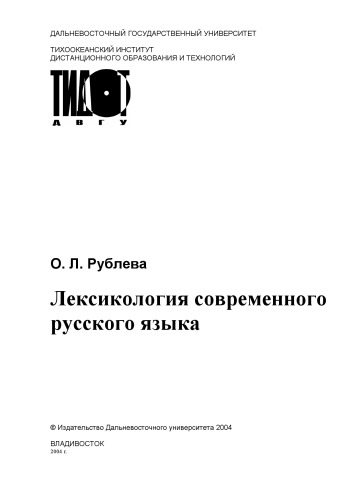 ДАЛЬНЕВОСТОЧНЫЙ ГОСУДАРСТВЕННЫЙ УНИВЕРСИТЕТ
ТИХООКЕАНСКИЙ ИНСТИТУТ
ДИСТАНЦИОННОГО ОБРАЗОВАНИЯ И ТЕХНОЛОГИЙ
ТИДОТ
ДВГУ
О. Л. Рублева
Лексикология современного
русского языка
© Издательство Дальневосточного университета 2004
ВЛАДИВОСТОК
2004 г.